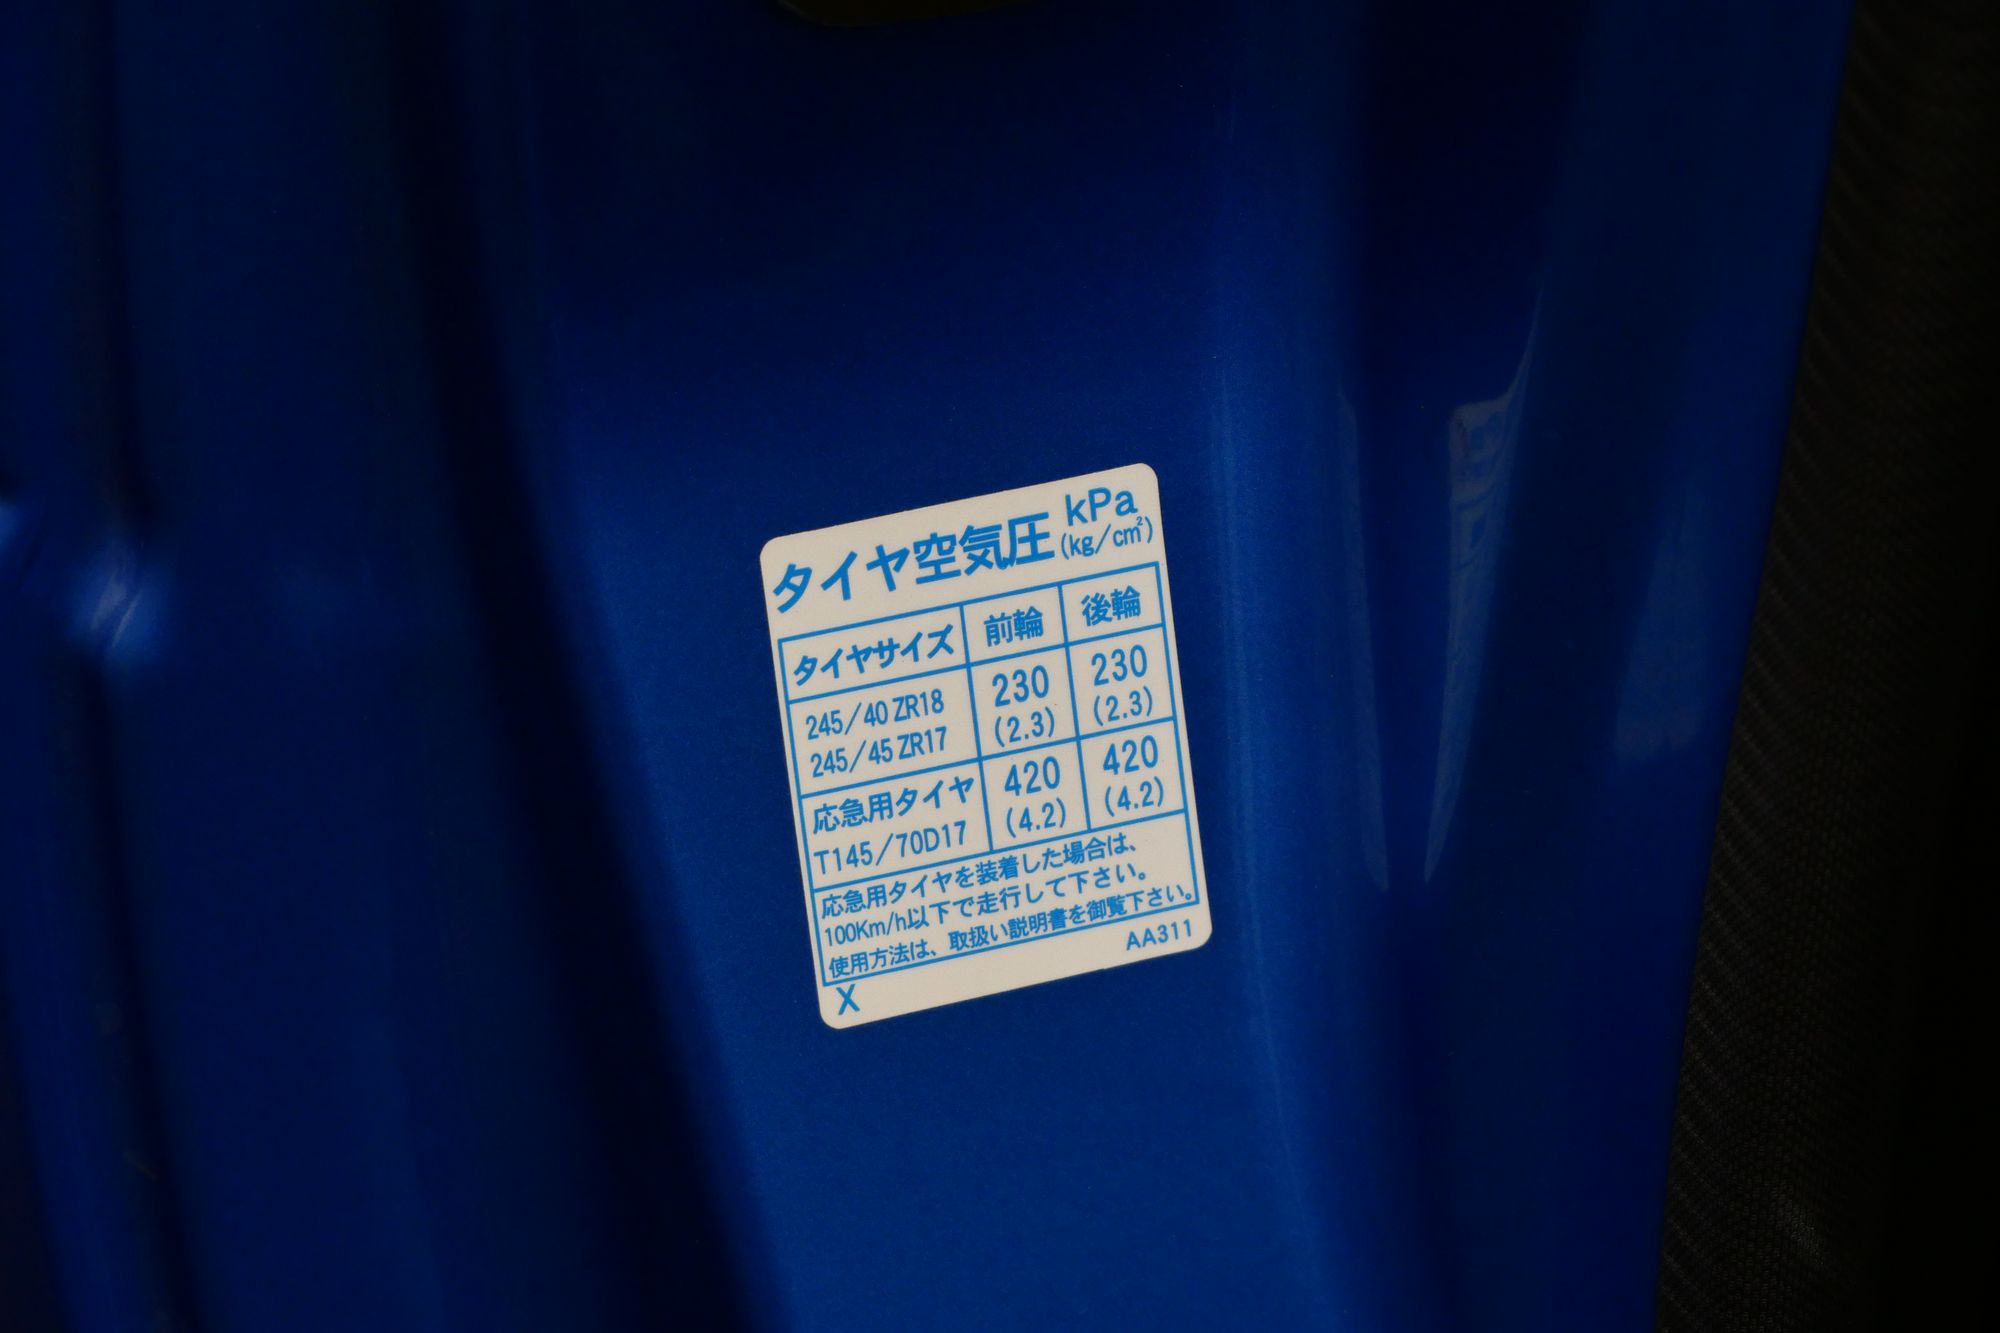 タイヤ空気圧 kPa
(kg/cm²)
タイヤサイズ 前輪 後輪
245/40 ZR18 230 230
245/45 ZR17 (2.3) (2.3)
応急用タイヤ 420 420
T145/70D17 (4.2) (4.2)
応急用タイヤを装着した場合は、
100Km/h以下で走行して下さい。
使用方法は、取扱い説明書を御覧下さい。
AA311
X